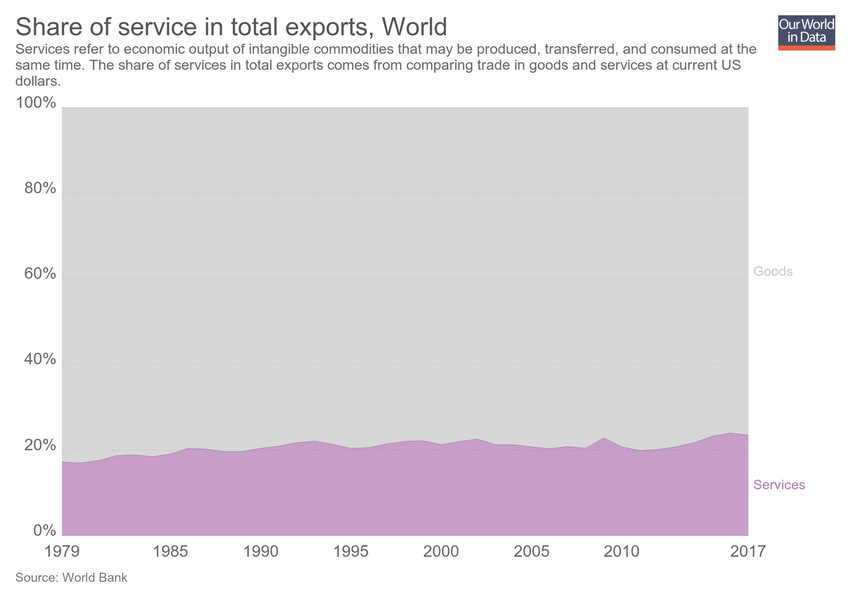 Share of service in total exports, World
Our World
in Data
Services refer to economic output of intangible commodities that may be produced, transferred, and consumed at the
same time. The share of services in total exports comes from comparing trade in goods and services at current US
dollars.
100%
80%
60%
40%
20%
0%
Goods
Services
1979
1985
1990
1995
2000
2005
2010
2017
Source: World Bank